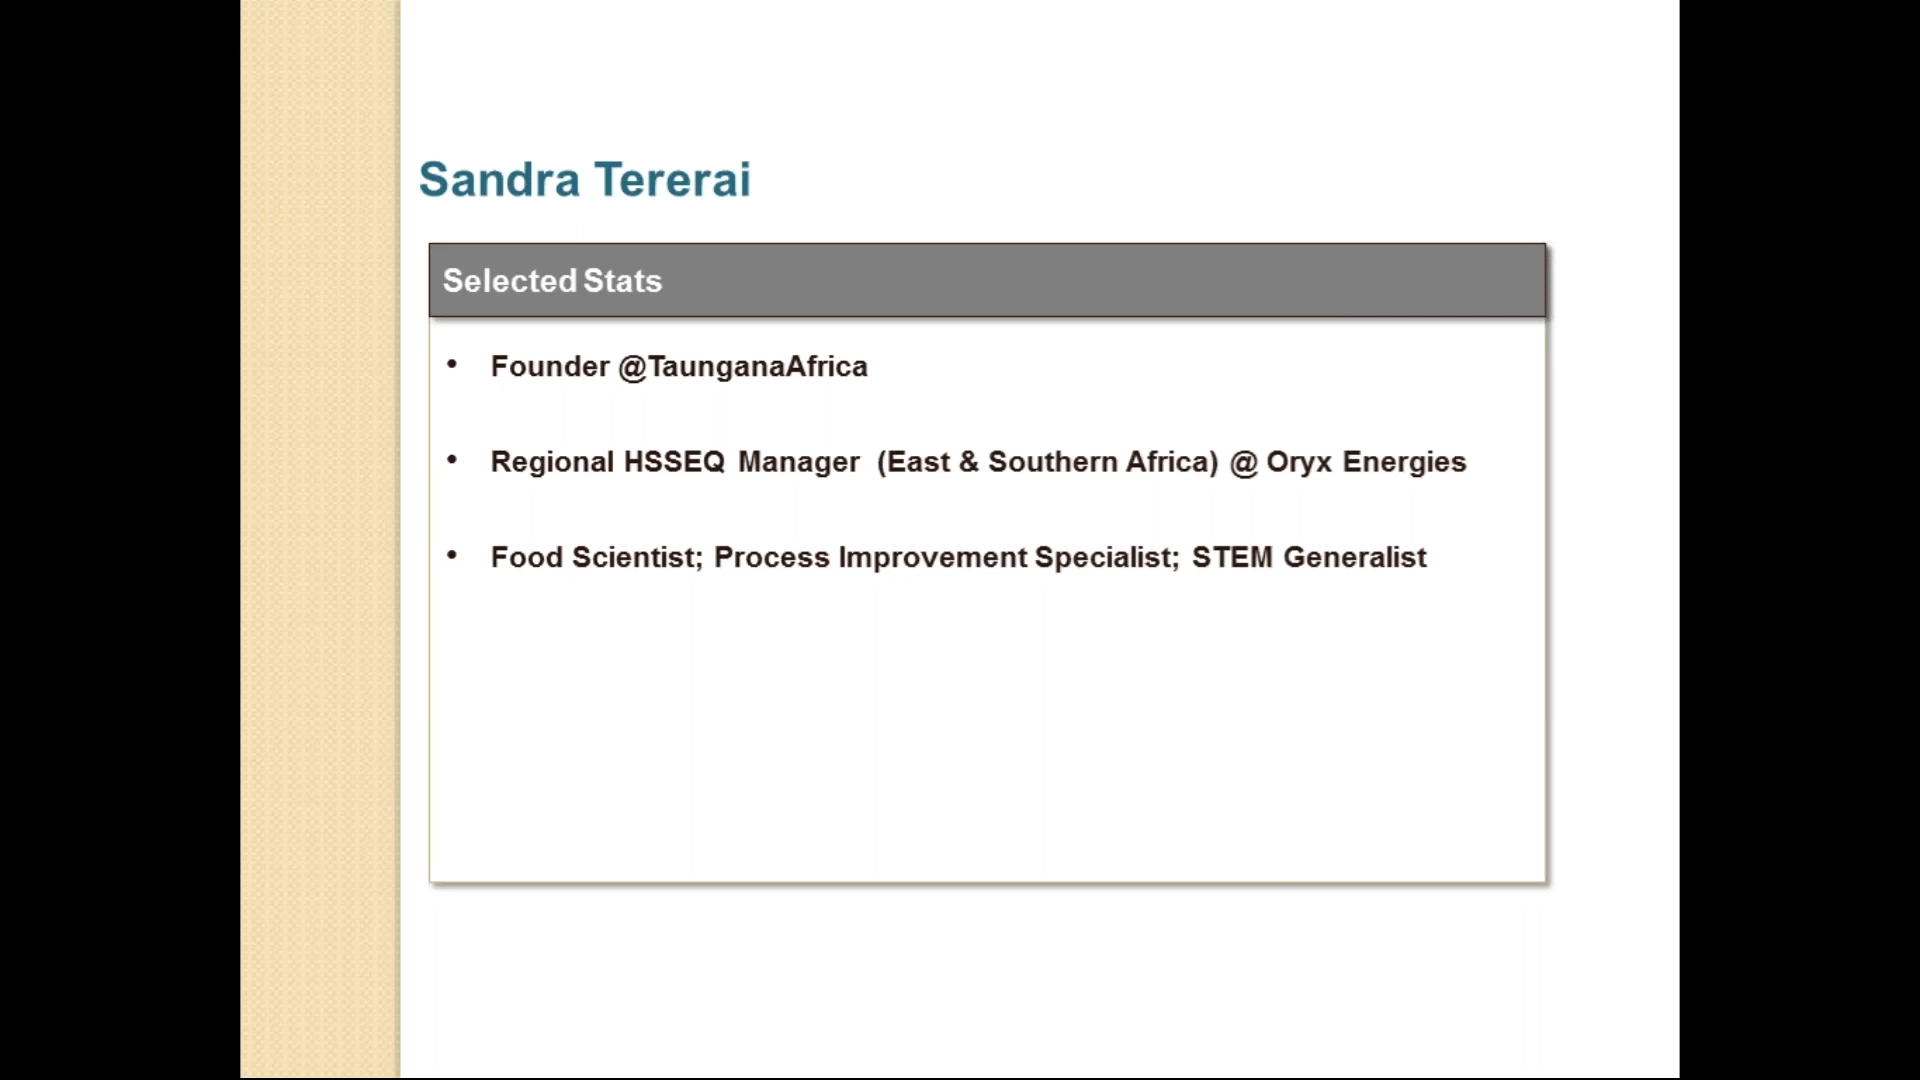 Sandra Tererai
Selected Stats
• Founder @TaunganaAfrica
• Regional HSSEQ Manager (East & Southern Africa) @ Oryx Energies
• Food Scientist; Process Improvement Specialist; STEM Generalist